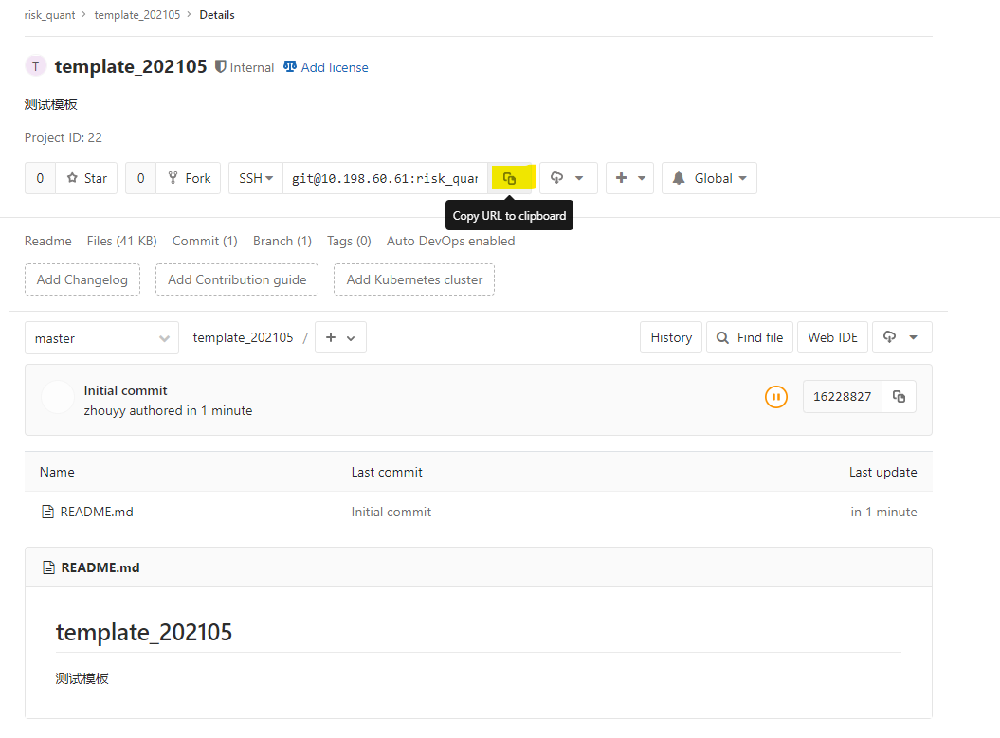 risk_quant > template_202105 > Details
T template_202105 Internal Add license
测试模板
Project ID: 22
0 Star 0 Fork SSH git@10.198.60.61:risk_quar Global
Copy URL to clipboard
Readme Files (41 KB) Commit (1) Branch (1) Tags (0) Auto DevOps enabled
Add Changelog Add Contribution guide Add Kubernetes cluster
master template_202105 / + History Find file Web IDE
Initial commit
zhouyy authored in 1 minute 16228827
Name Last commit Last update
README.md Initial commit in 1 minute
README.md
template_202105
测试模板